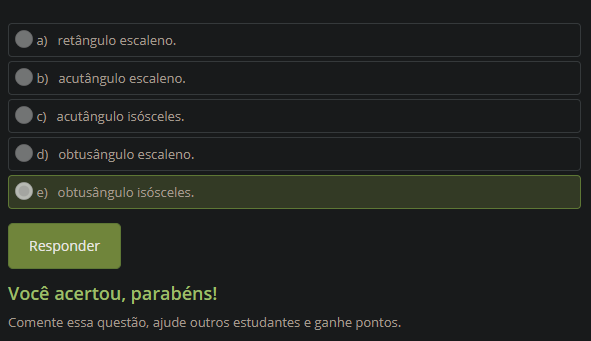 a) retângulo escaleno.
b) acutângulo escaleno.
c) acutângulo isósceles.
d) obtusângulo escaleno.
e) obtusângulo isósceles.
Responder
Você acertou, parabéns!
Comente essa questão, ajude outros estudantes e ganhe pontos.